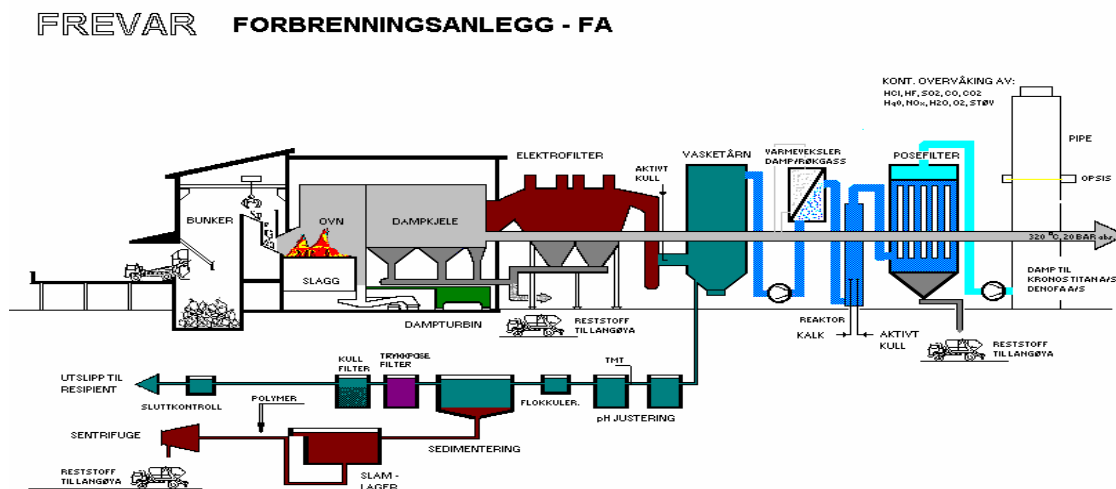 FREVAR FORBRENNINGSANLEGG - FA
KONT. OVERVÅKING AV:
HCl, HF, SO2, CO, CO2
Hg0, NOx, H2O, O2, STØV
PIPE
ELEKTROFILTER
AKTIVT
KULL
VASKETÅRN
VARMEVEKSLER
DAMP/RØKGASS
POSEFILTER
OPSIS
BUNKER
OVN
DAMPKJELE
320 °C, 20 BAR abs.
SLAGG
DAMP TIL
KRONOS TITAN A/S
DENOFA A/S
DAMPTURBIN
RESTSTOFF
TIL LANGØYA
REAKTOR
KALK
AKTIVT
KULL
RESTSTOFF
TIL LANGØYA
UTSLIPP TIL
RESIPIENT
SLUTTKONTROLL
KULL
FILTER
TRYKKPOSE
FILTER
TMT
FLOKKULER.
pH JUSTERING
POLYMER
SENTRIFUGE
SEDIMENTERING
RESTSTOFF
TIL LANGØYA
SLAM -
LAGER